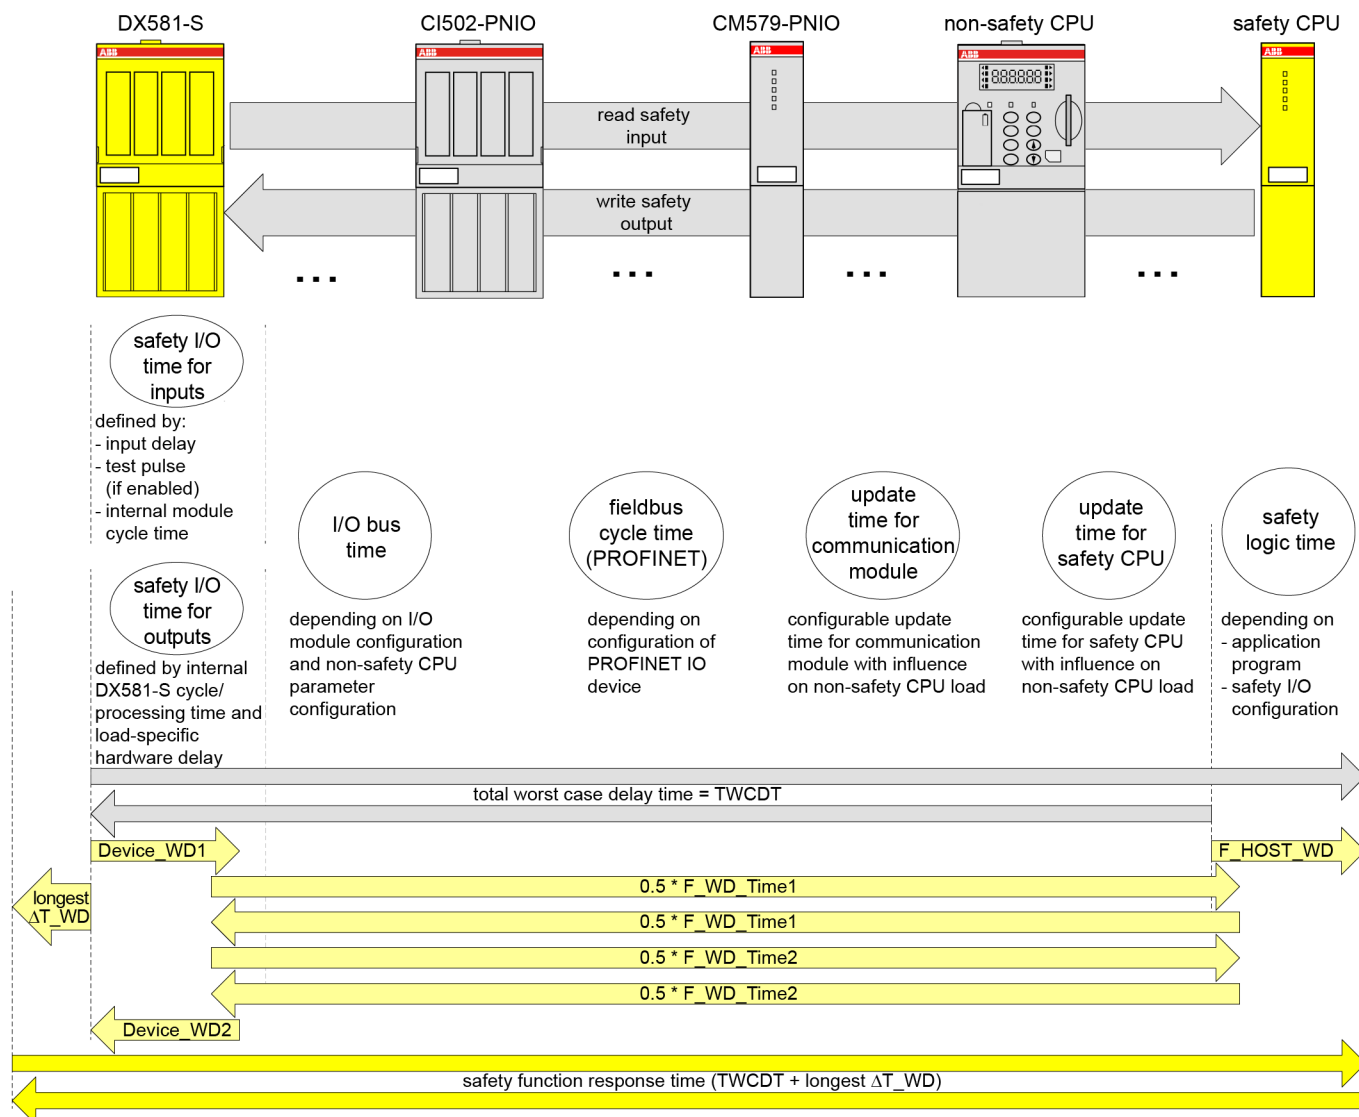 DX581-S
CI502-PNIO
CM579-PNIO
non-safety CPU
safety CPU
ABB
ABB
ABB
ABB
ABB
read safety
input
write safety
output
...
...
...
...
safety I/O
time for
inputs
defined by:
- input delay
- test pulse
(if enabled)
- internal module
cycle time
safety I/O
time for
outputs
defined by internal
DX581-S cycle/
processing time and
load-specific
hardware delay
I/O bus
time
depending on I/O
module configuration
and non-safety CPU
parameter
configuration
fieldbus
cycle time
(PROFINET)
depending on
configuration of
PROFINET IO
device
update
time for
communication
module
configurable update
time for communication
module with influence
on non-safety CPU load
update
time for
safety CPU
configurable update
time for safety CPU
with influence on
non-safety CPU load
safety
logic time
depending on
- application
program
- safety I/O
configuration
total worst case delay time = TWCDT
Device_WD1
F_HOST_WD
longest
ΔT_WD
0.5 * F_WD_Time1
0.5 * F_WD_Time1
0.5 * F_WD_Time2
0.5 * F_WD_Time2
Device_WD2
safety function response time (TWCDT + longest ΔT_WD)